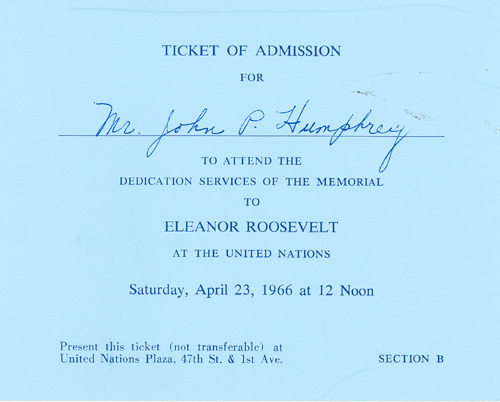 TICKET OF ADMISSION
FOR
Mr. John P. Humphrey
TO ATTEND THE
DEDICATION SERVICES OF THE MEMORIAL
TO
ELEANOR ROOSEVELT
AT THE UNITED NATIONS
Saturday, April 23, 1966 at 12 Noon
Present this ticket (not transferable) at
United Nations Plaza, 47th St. & 1st Ave.
SECTION B